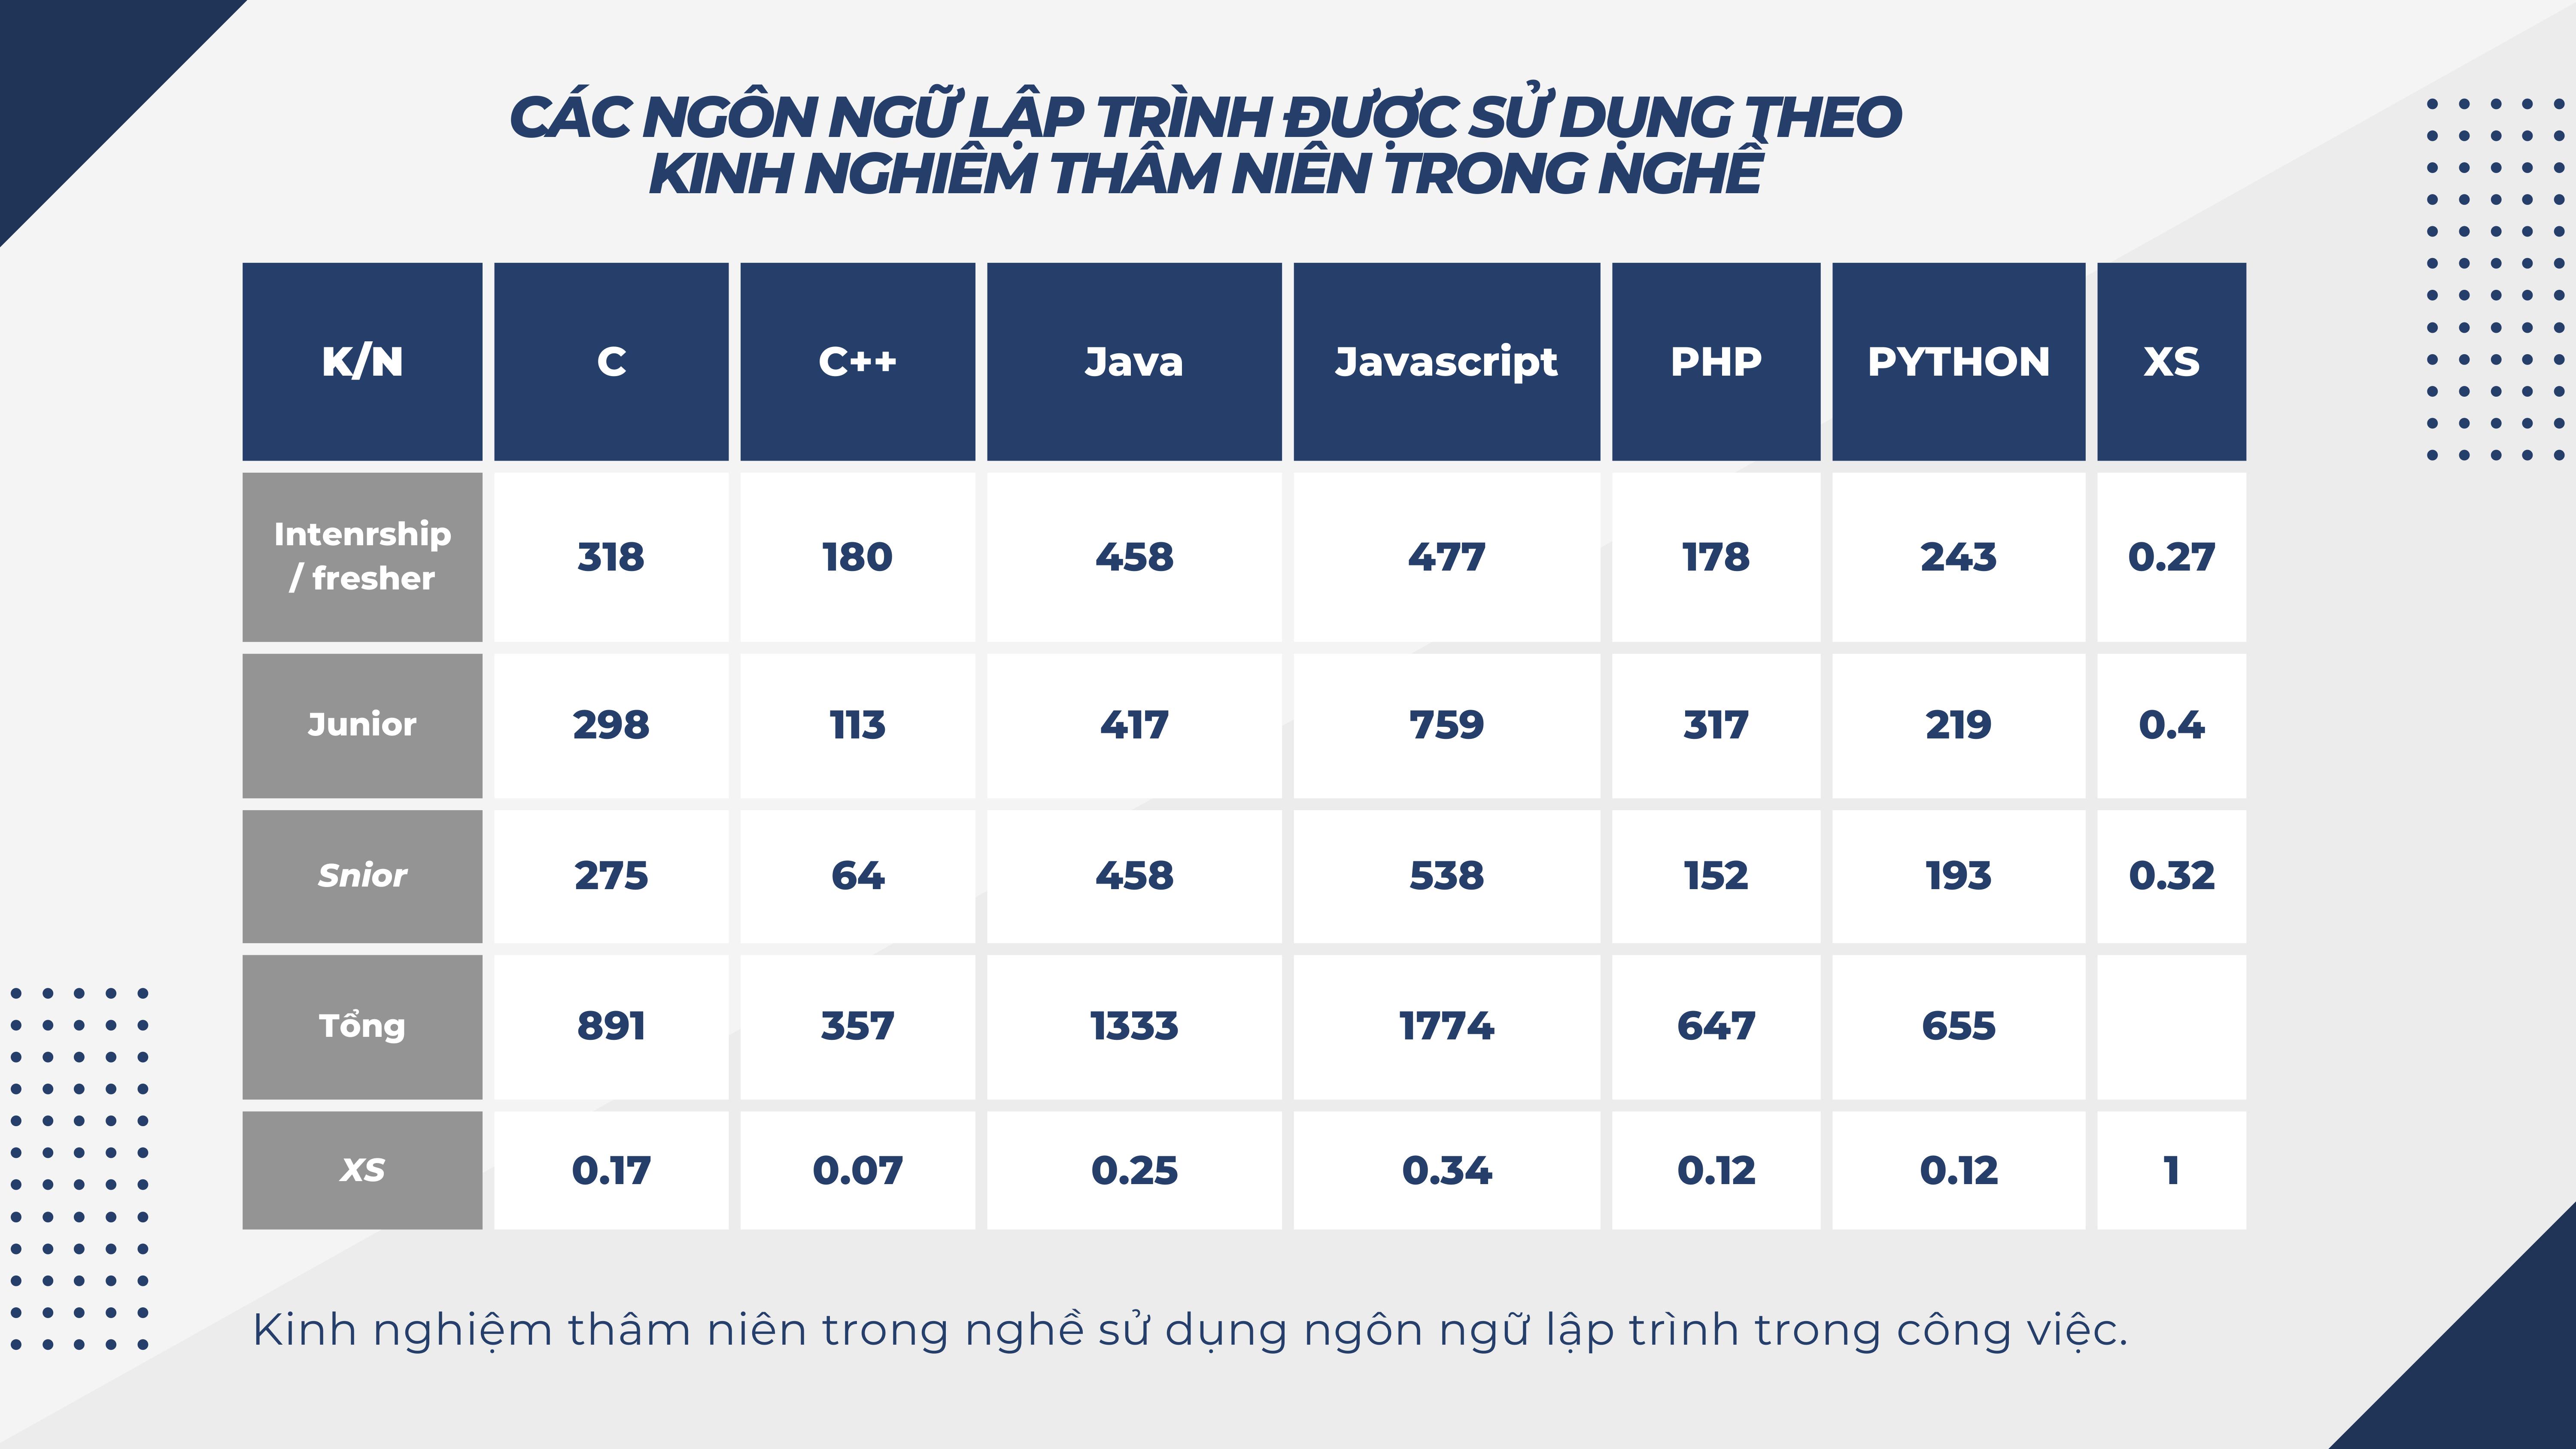 CÁC NGÔN NGỮ LẬP TRÌNH ĐƯỢC SỬ DỤNG THEO
KINH NGHIỆM THÂM NIÊN TRONG NGHỀ
K/N C C++ Java Javascript PHP PYTHON XS
Intenrship
/ fresher
318 180 458 477 178 243 0.27
Junior 298 113 417 759 317 219 0.4
Snior 275 64 458 538 152 193 0.32
Tổng 891 357 1333 1774 647 655
XS 0.17 0.07 0.25 0.34 0.12 0.12 1
Kinh nghiệm thâm niên trong nghề sử dụng ngôn ngữ lập trình trong công việc.